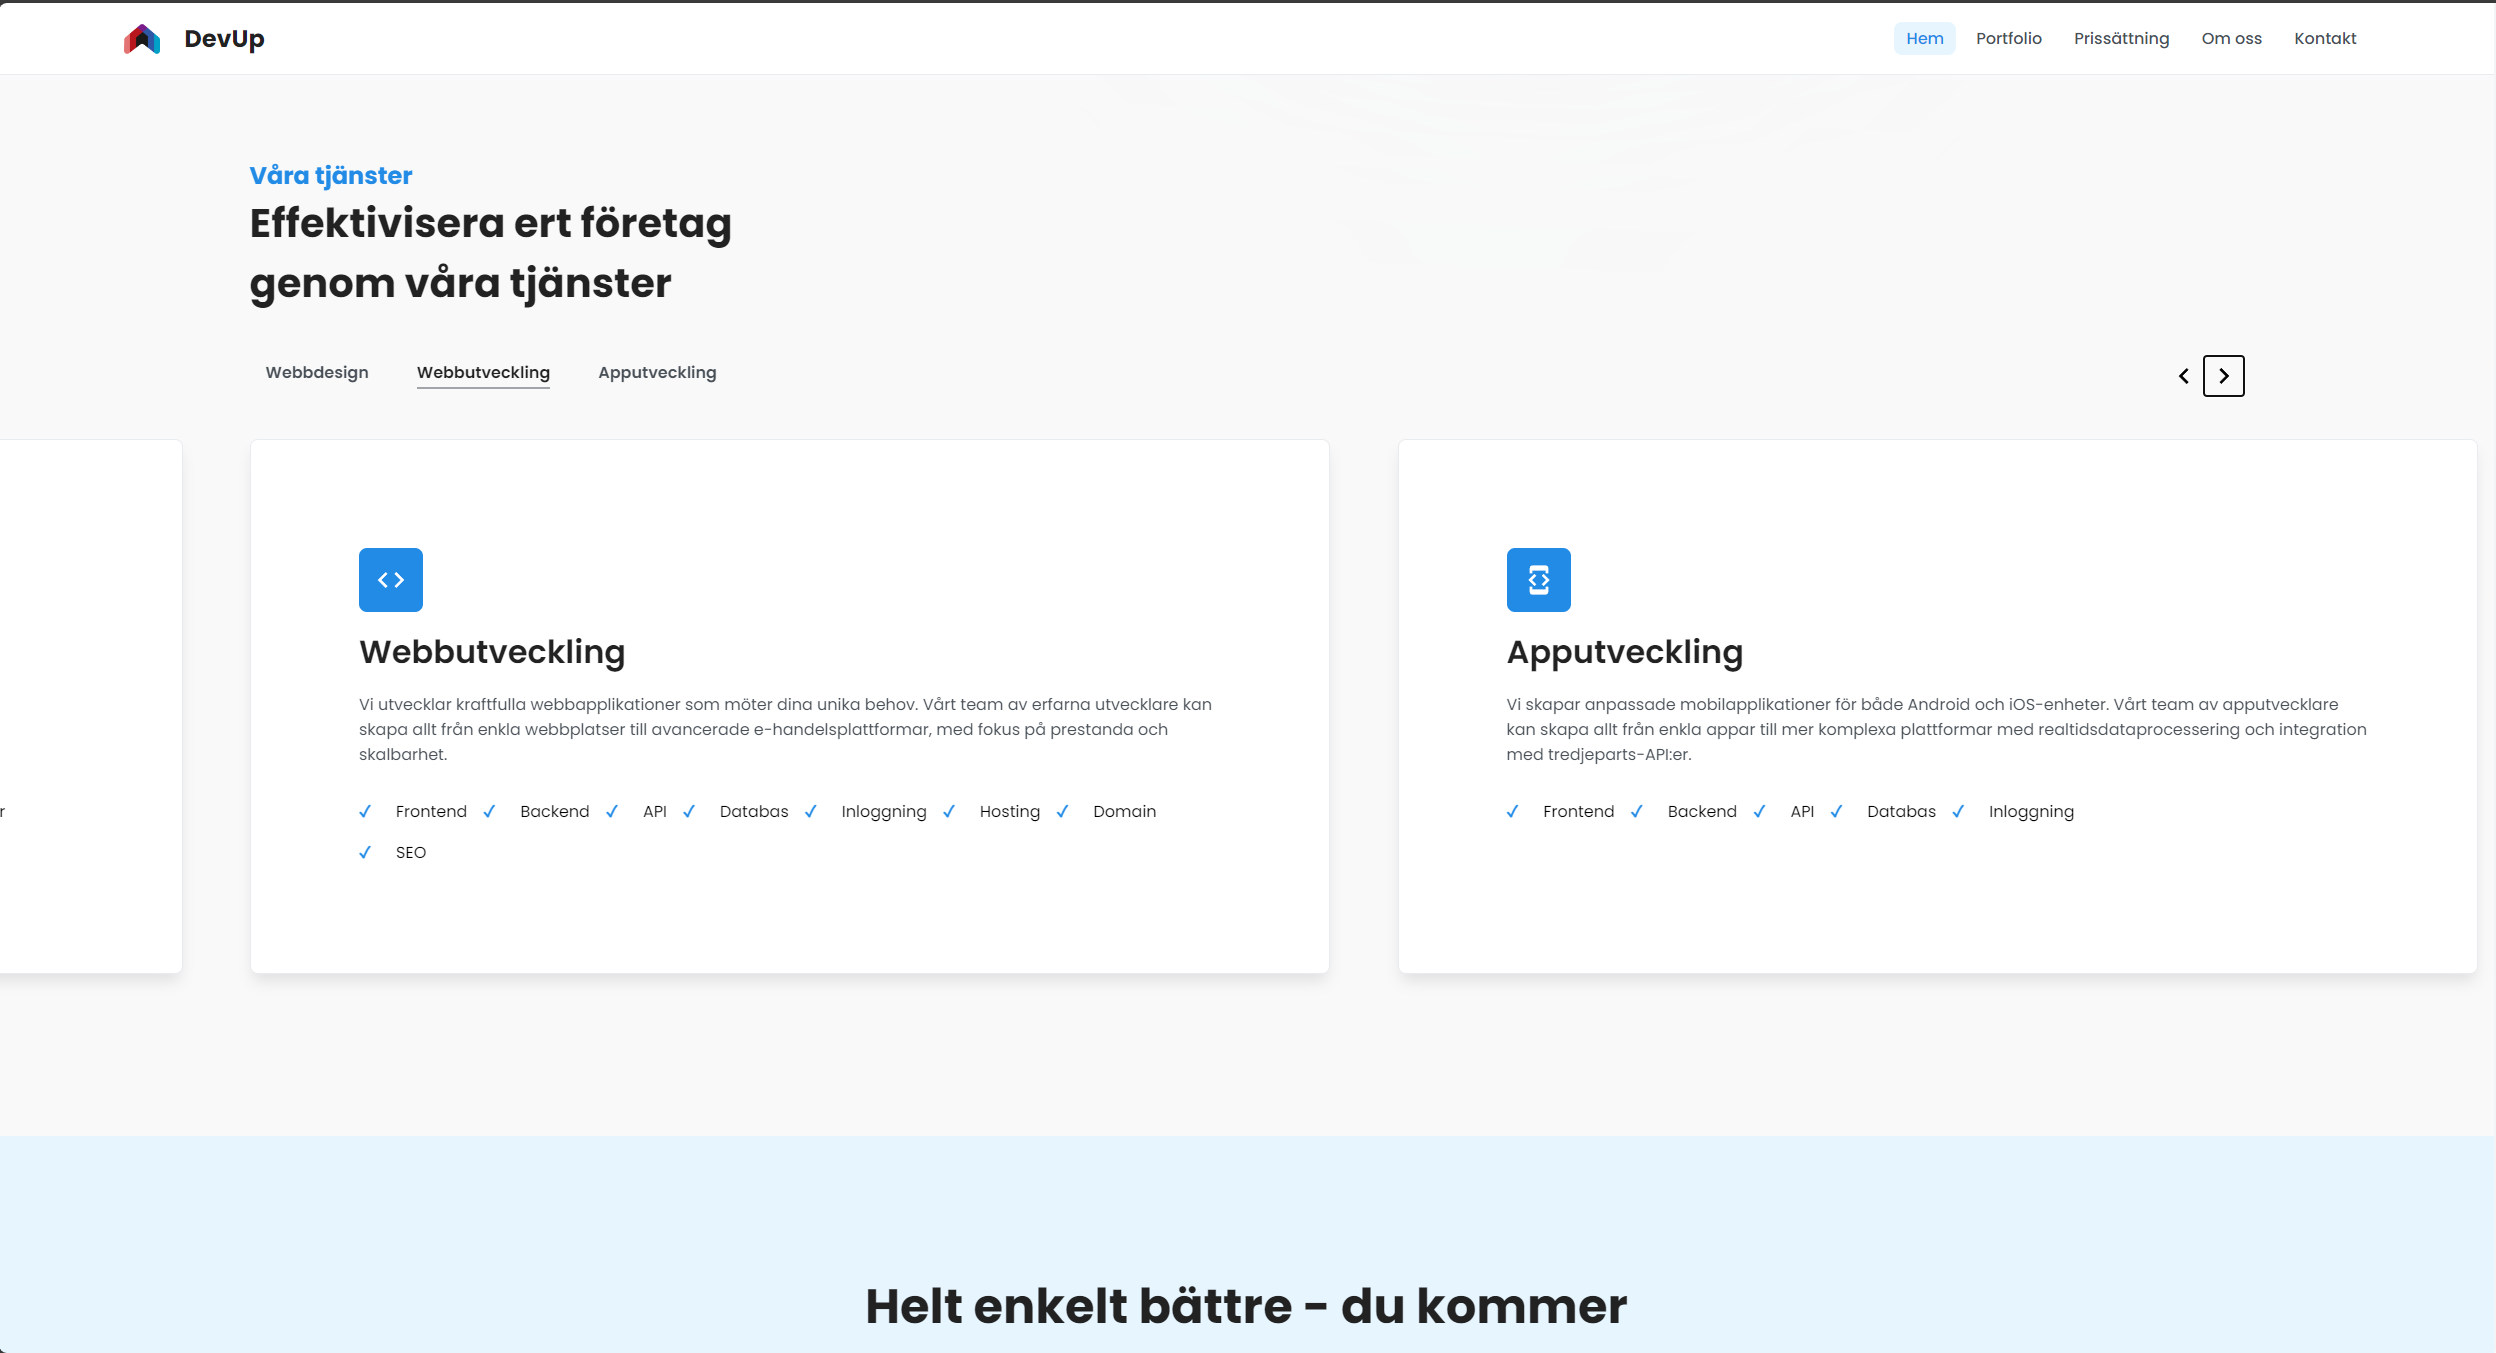 DevUp
Hem Portfolio Prissättning Om oss Kontakt
Våra tjänster
Effektivisera ert företag
genom våra tjänster
Webbdesign Webbutveckling Apputveckling
r
Webbutveckling
Vi utvecklar kraftfulla webbapplikationer som möter dina unika behov. Vårt team av erfarna utvecklare kan
skapa allt från enkla webbplatser till avancerade e-handelsplattformar, med fokus på prestanda och
skalbarhet.
✓ Frontend ✓ Backend ✓ API ✓ Databas ✓ Inloggning ✓ Hosting ✓ Domain
✓ SEO
Apputveckling
Vi skapar anpassade mobilapplikationer för både Android och iOS-enheter. Vårt team av apputvecklare
kan skapa allt från enkla appar till mer komplexa plattformar med realtidsdataprocessering och integration
med tredjeparts-API:er.
✓ Frontend ✓ Backend ✓ API ✓ Databas ✓ Inloggning
Helt enkelt bättre - du kommer